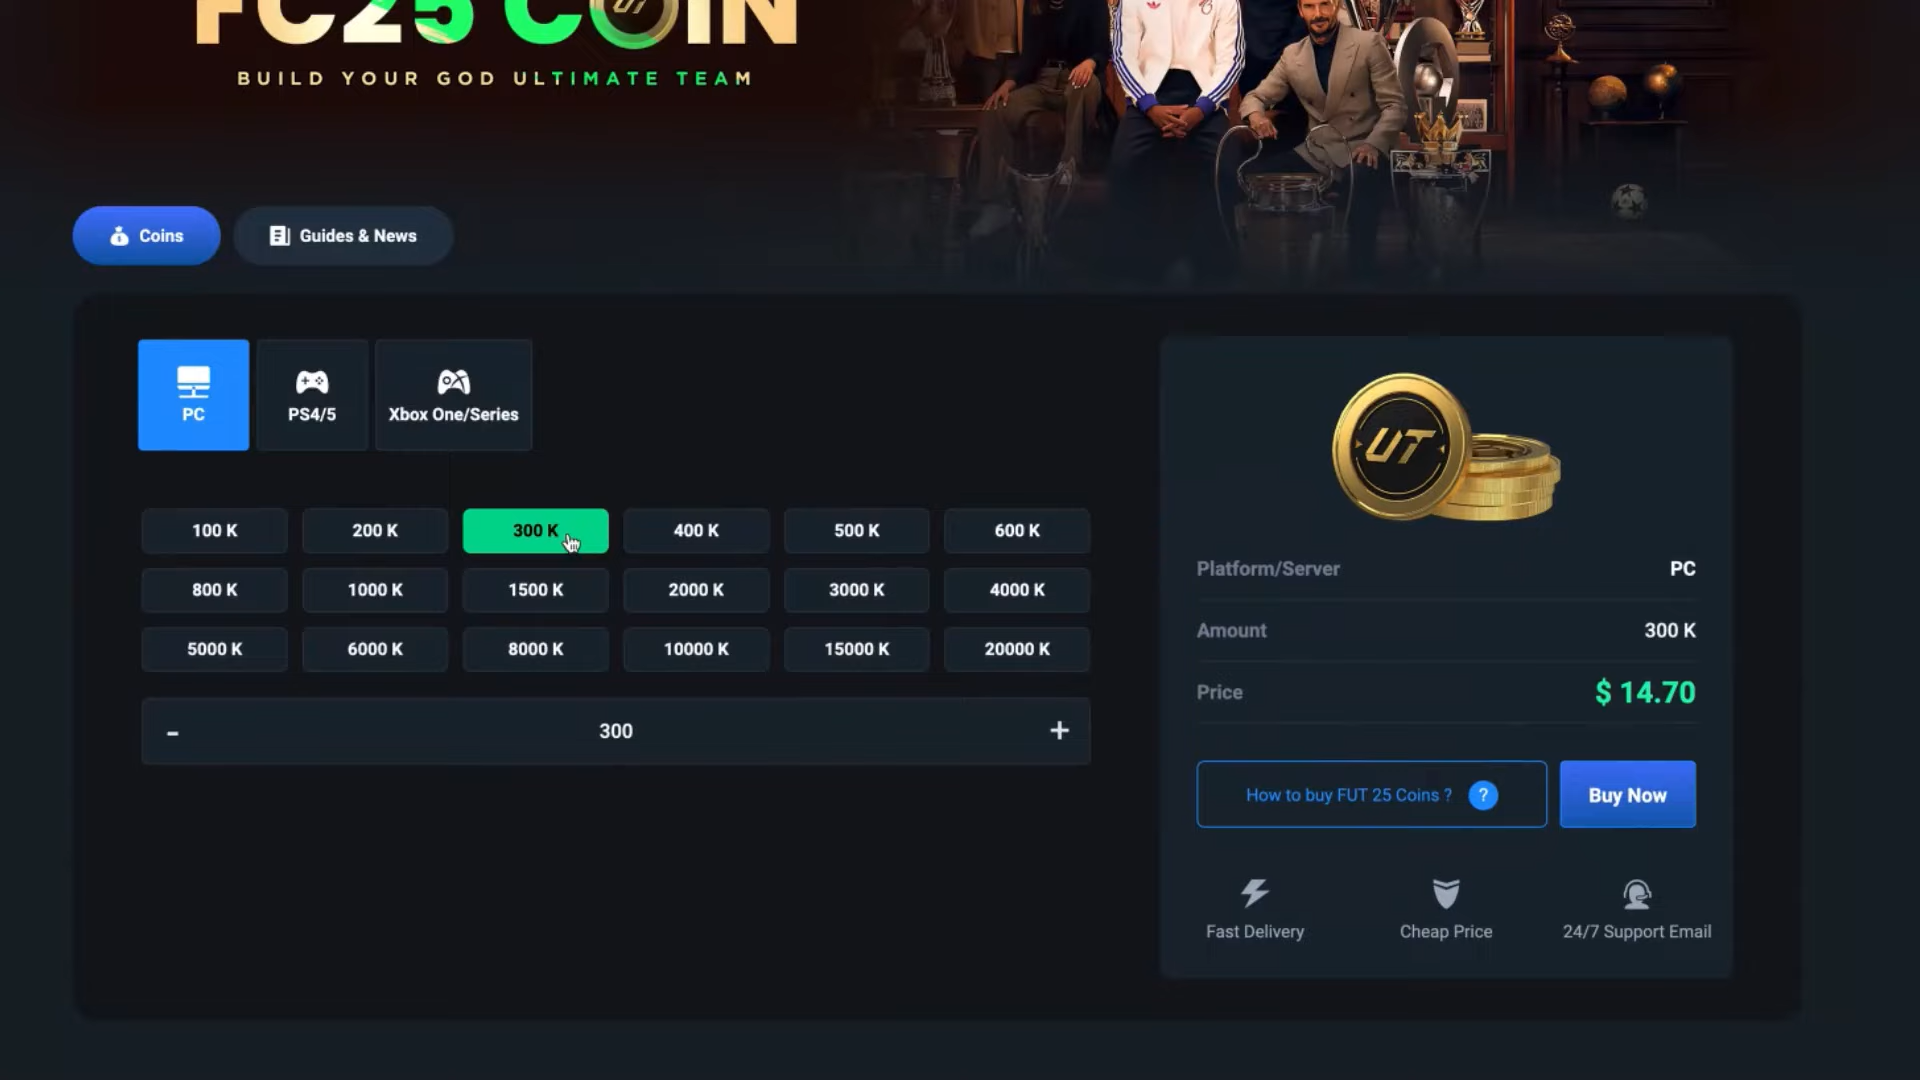 FC25 COIN
BUILD YOUR GOD ULTIMATE TEAM
Coins
Guides & News
PC
PS4/5
Xbox One/Series
100 K
200 K
300 K
400 K
500 K
600 K
800 K
1000 K
1500 K
2000 K
3000 K
4000 K
5000 K
6000 K
8000 K
10000 K
15000 K
20000 K
-
300
+
UT
Platform/Server
PC
Amount
300 K
Price
$ 14.70
How to buy FUT 25 Coins ?
?
Buy Now
Fast Delivery
Cheap Price
24/7 Support Email